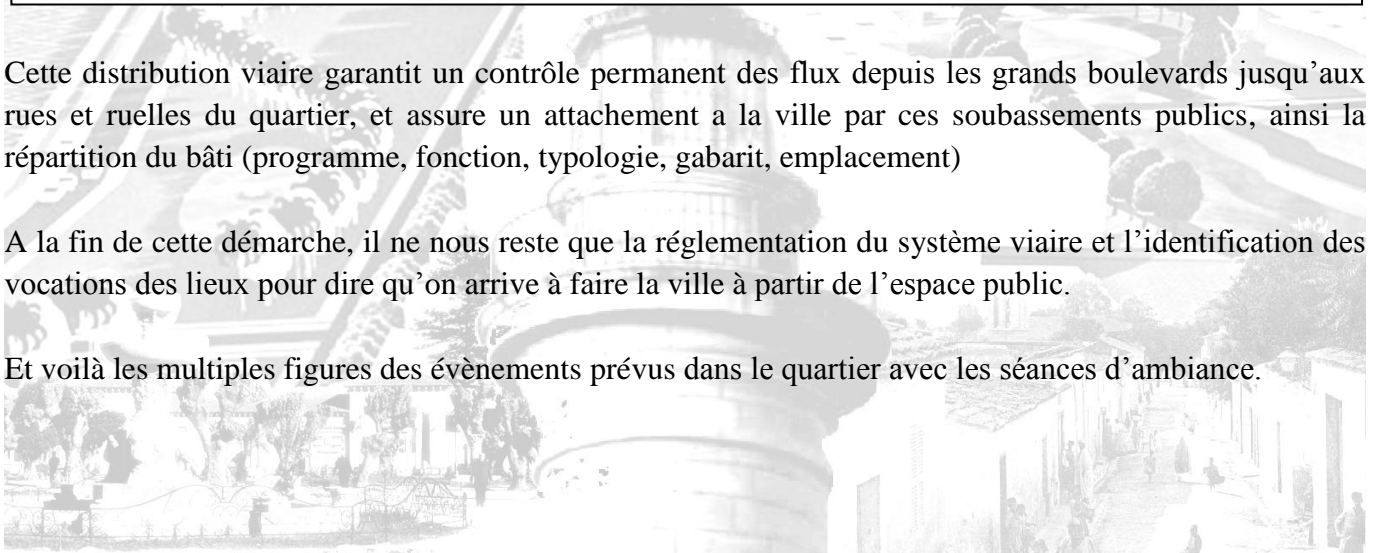 Cette distribution viaire garantit un contrôle permanent des flux depuis les grands boulevards jusqu'aux
rues et ruelles du quartier, et assure un attachement a la ville par ces soubassements publics, ainsi la
répartition du bâti (programme, fonction, typologie, gabarit, emplacement)
A la fin de cette démarche, il ne nous reste que la réglementation du système viaire et l'identification des
vocations des lieux pour dire qu'on arrive à faire la ville à partir de l'espace public.
Et voilà les multiples figures des évènements prévus dans le quartier avec les séances d'ambiance.